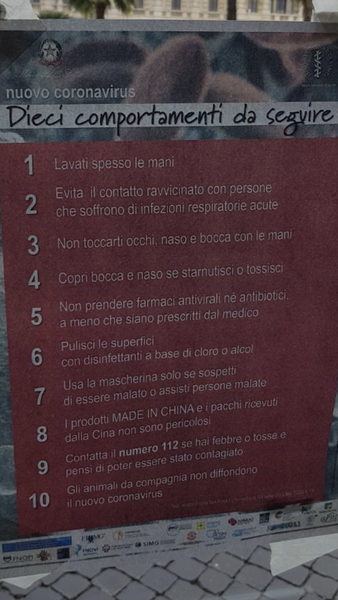 nuovo coronavirus
Dieci comportamenti da seguire
1 Lavati spesso le mani
2 Evita il contatto ravvicinato con persone
che soffrono di infezioni respiratorie acute
3 Non toccarti occhi, naso e bocca con le mani
4 Copri bocca e naso se starnutisci o tossisci
5 Non prendere farmaci antivirali né antibiotici,
a meno che siano prescritti dal medico
6 Pulisci le superfici
con disinfettanti a base di cloro o alcol
7 Usa la mascherina solo se sospetti
di essere malato o assisti persone malate
8 I prodotti MADE IN CHINA e i pacchi ricevuti
dalla Cina non sono pericolosi
9 Contatta il numero 112 se hai febbre o tosse e
pensi di poter essere stato contagiato
10 Gli animali da compagnia non diffondono
il nuovo coronavirus